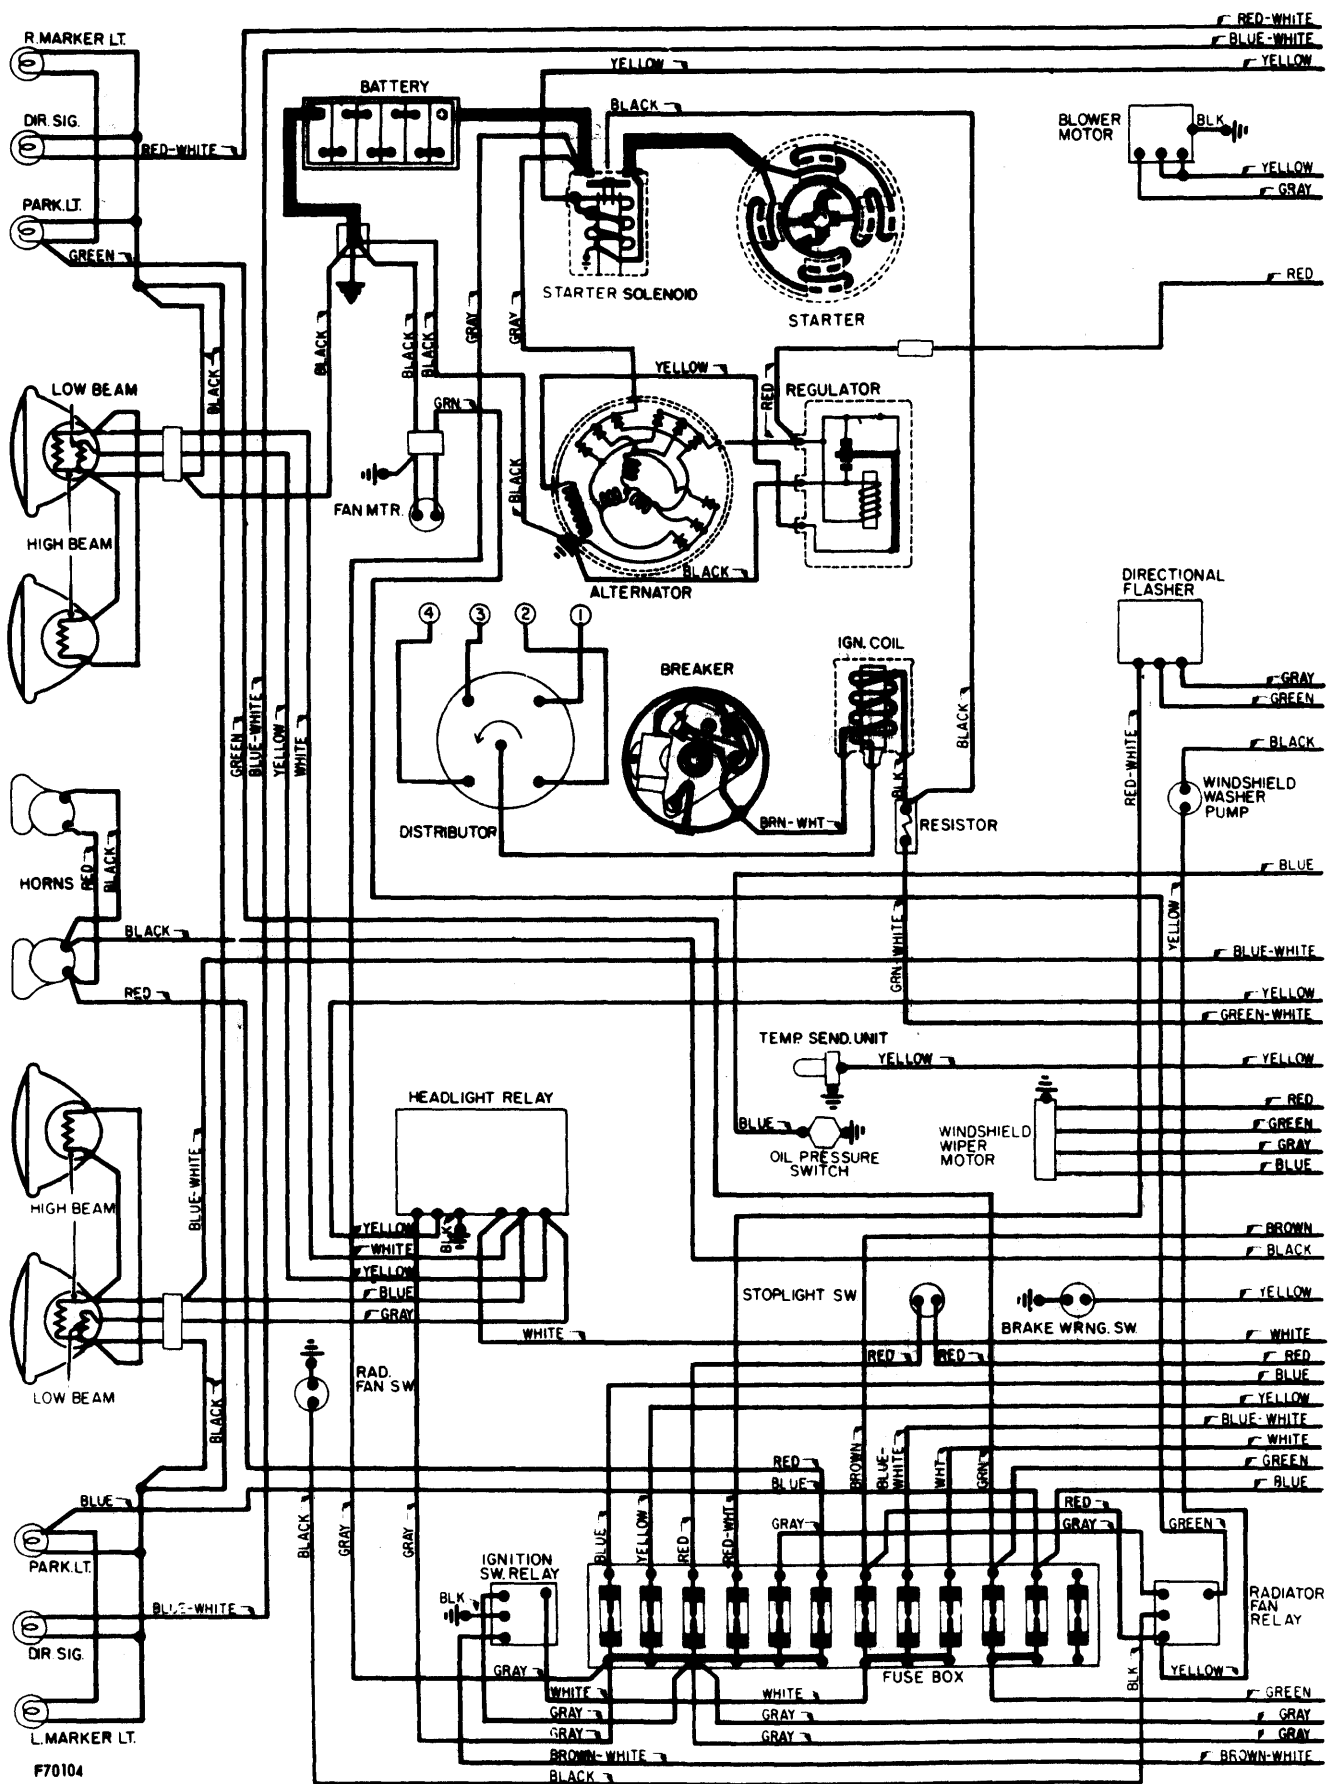 RED-WHITE
BLUE-WHITE
YELLOW
R.MARKER LT.
YELLOW
BATTERY
BLACK
BLOWER
MOTOR
BLK
DIR. SIG.
RED-WHITE
YELLOW
GRAY
PARK.LT.
GREEN
RED
STARTER SOLENOID
STARTER
BLACK
BLACK
BLACK
GRAY
GRAY
BLACK
YELLOW
RED
REGULATOR
LOW BEAM
GRN
BLACK
FAN MTR.
HIGH BEAM
BLACK
ALTERNATOR
DIRECTIONAL
FLASHER
4
3
2
1
IGN. COIL
BREAKER
GRAY
GREEN
GREEN
BLUE-WHITE
YELLOW
WHITE
BLACK
RED-WHITE
BLACK
BLK
WINDSHIELD
WASHER
PUMP
BRN-WHT
RESISTOR
DISTRIBUTOR
HORNS
RED
BLACK
BLUE
YELLOW
GRN-WHITE
BLACK
BLUE-WHITE
RED
YELLOW
GREEN-WHITE
TEMP. SEND. UNIT
YELLOW
YELLOW
HEADLIGHT RELAY
RED
BLUE
GREEN
WINDSHIELD
WIPER
MOTOR
GRAY
OIL PRESSURE
SWITCH
BLUE
BLUE-WHITE
HIGH BEAM
YELLOW
BLK
BROWN
WHITE
BLACK
YELLOW
BLUE
STOPLIGHT SW
YELLOW
GRAY
BRAKE WRNG. SW.
WHITE
WHITE
RED
RED
RED
RAD.
FAN SW
BLUE
LOW BEAM
YELLOW
BLACK
BLUE-WHITE
BROWN
BLUE-
WHITE
WHT
GRN
WHITE
RED
GREEN
BLUE
BLUE
BLUE
RED
BLACK
GRAY
GRAY
BLUE
YELLOW
RED
RED-WHT
GRAY
GRAY
GREEN
PARK.LT.
IGNITION
SW. RELAY
BLK
RADIATOR
FAN
RELAY
BLUE-WHITE
DIR. SIG.
GRAY
FUSE BOX
BLK
YELLOW
WHITE
WHITE
GREEN
GRAY
GRAY
GRAY
L.MARKER LT.
GRAY
GRAY
GRAY
BROWN-WHITE
BROWN-WHITE
F70104
BLACK